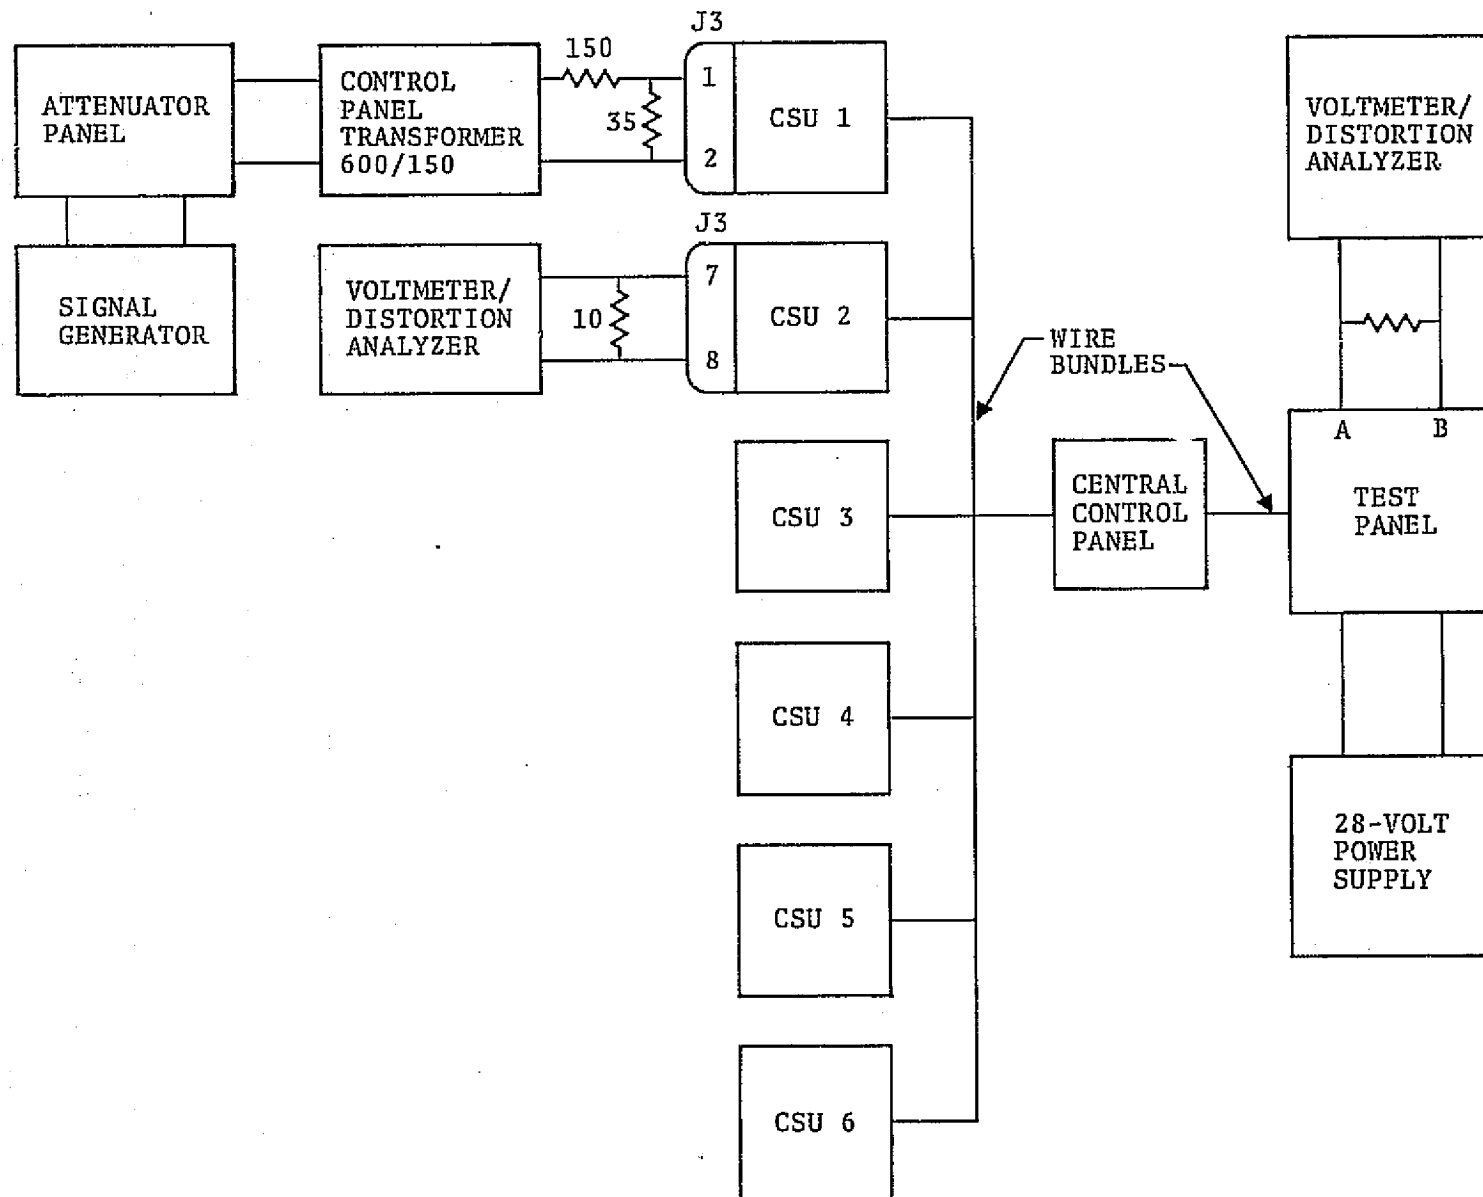 ATTENUATOR
PANEL
SIGNAL
GENERATOR
CONTROL
PANEL
TRANSFORMER
600/150
150
35
J3
1
2
CSU 1
VOLTMETER/
DISTORTION
ANALYZER
10
J3
7
8
CSU 2
CSU 3
CSU 4
CSU 5
CSU 6
WIRE
BUNDLES
CENTRAL
CONTROL
PANEL
VOLTMETER/
DISTORTION
ANALYZER
A B
TEST
PANEL
28-VOLT
POWER
SUPPLY